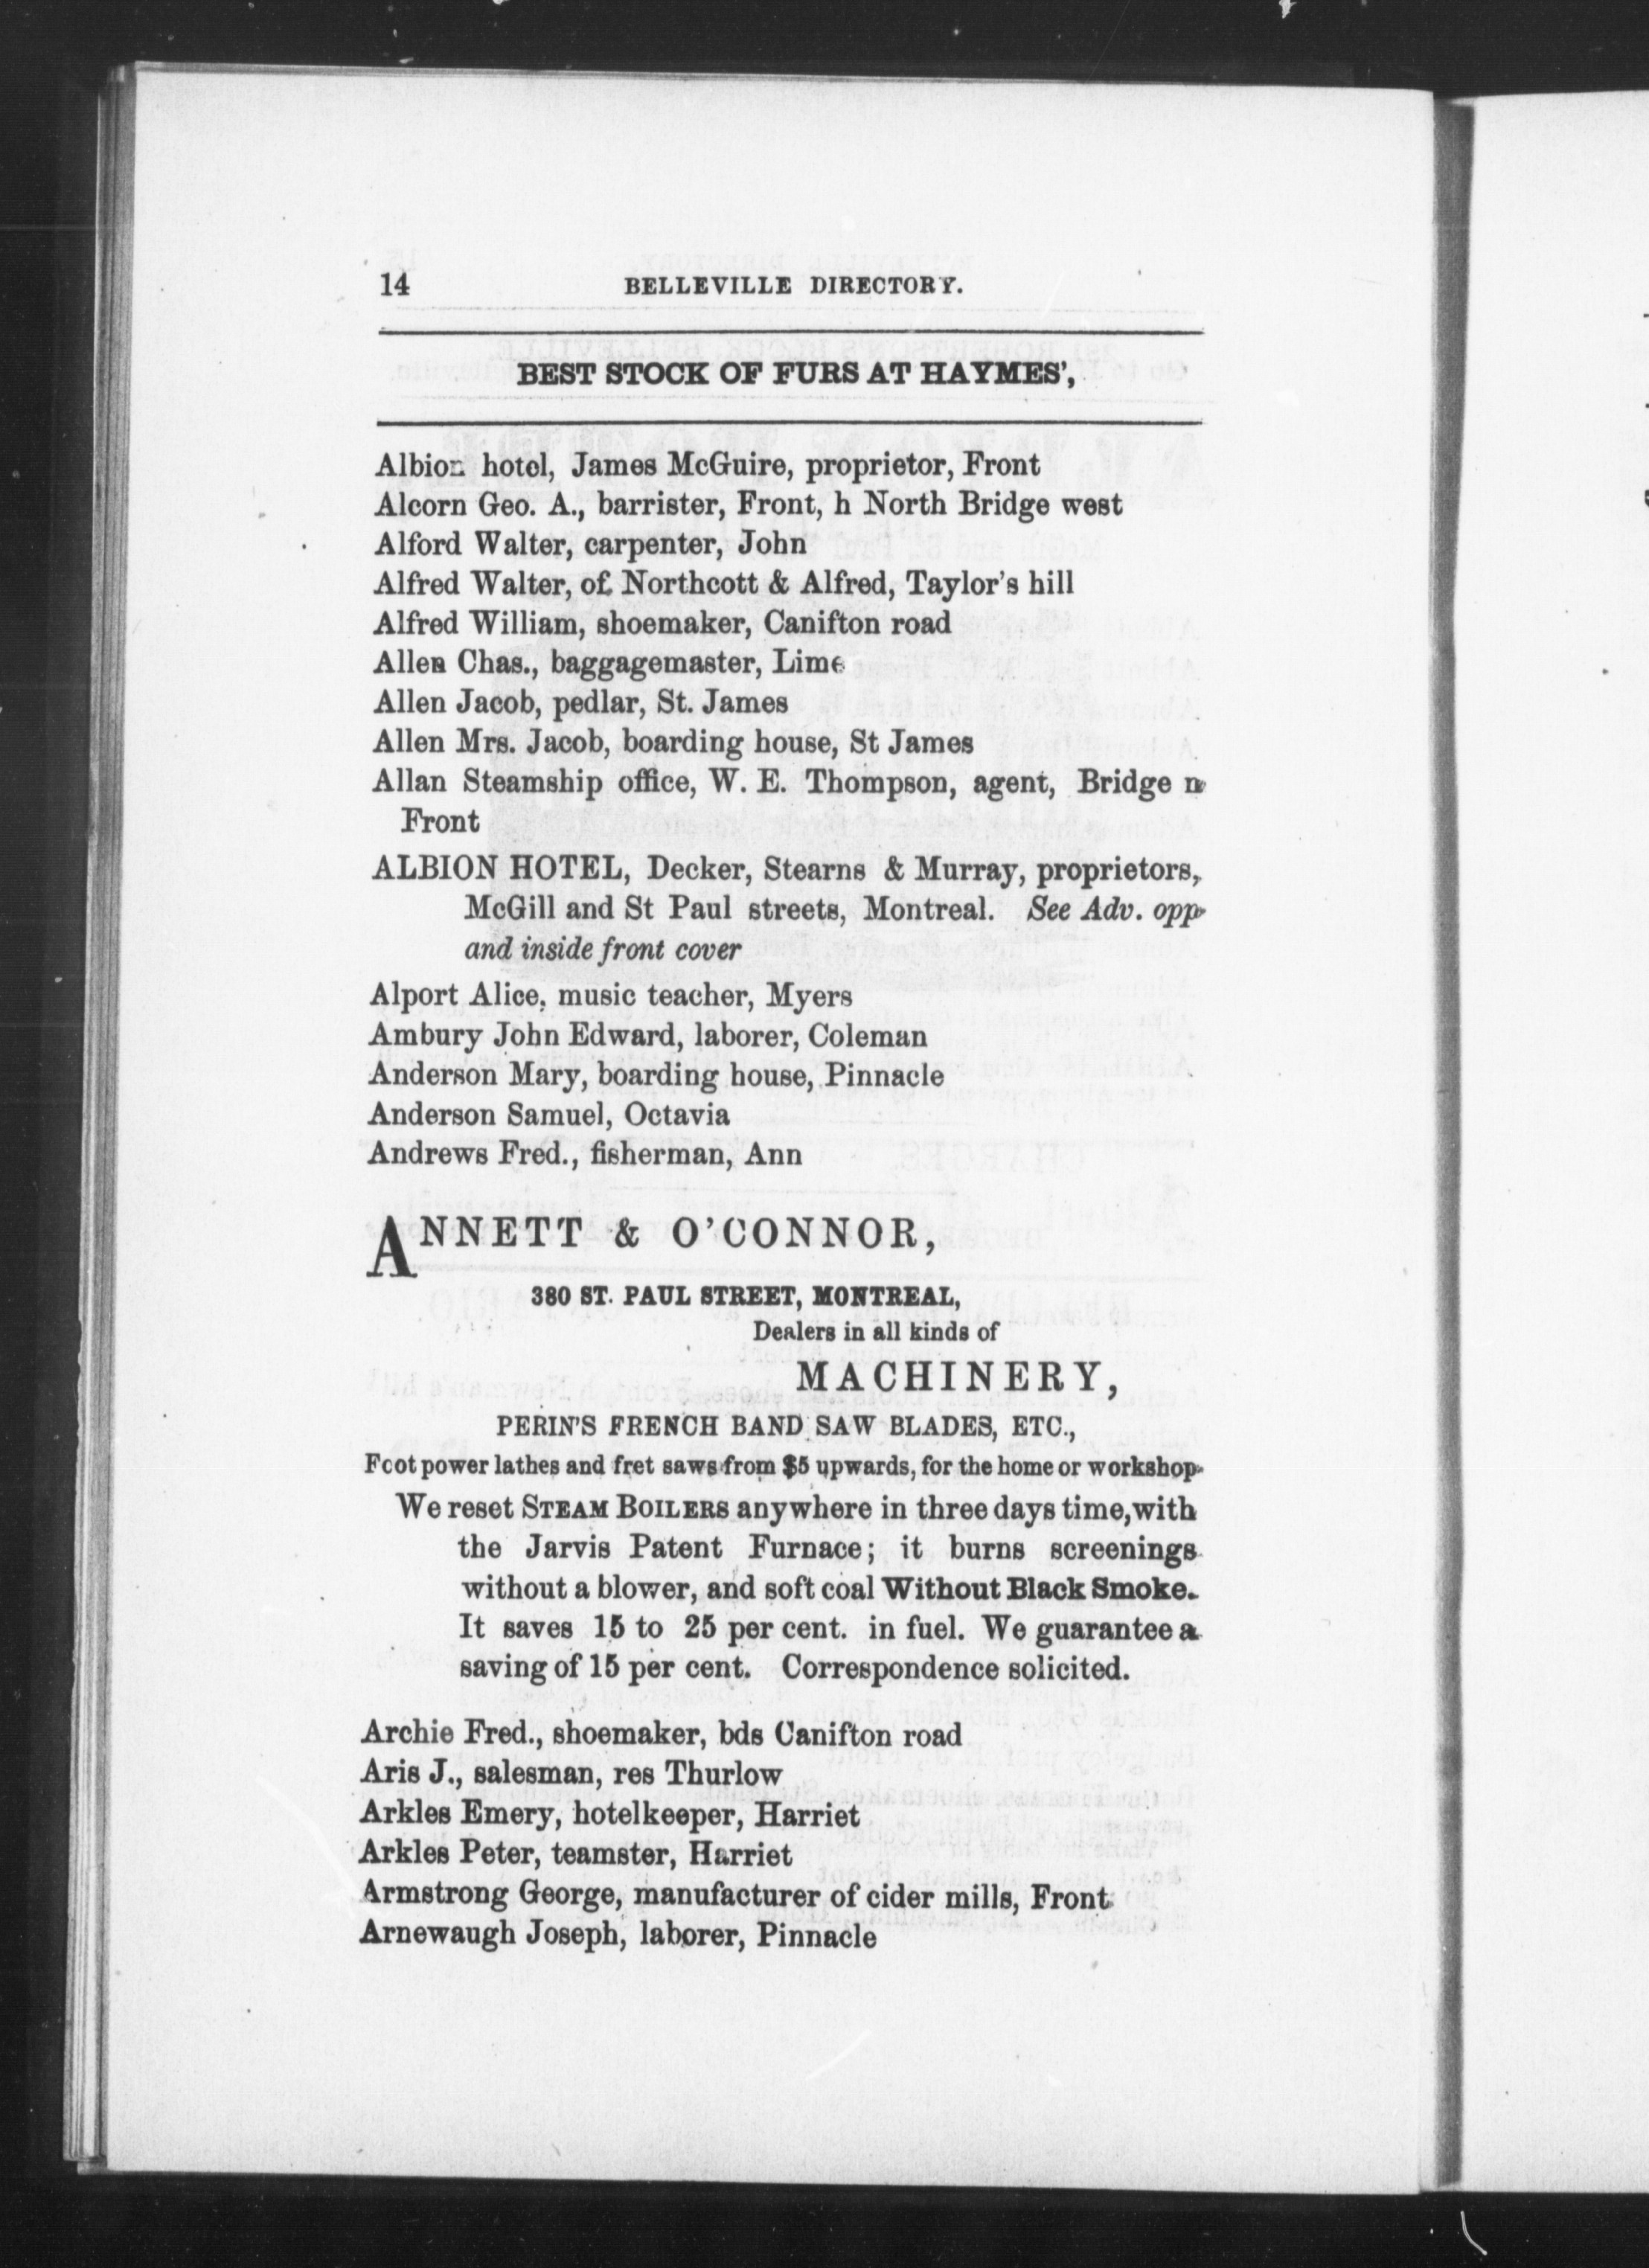 14 BELLEVILLE DIRECTORY.
BEST STOCK OF FURS AT HAYMES',
Albion hotel, James McGuire, proprietor, Front
Alcorn Geo. A., barrister, Front, h North Bridge west
Alford Walter, carpenter, John
Alfred Walter, of Northcott & Alfred, Taylor's hill
Alfred William, shoemaker, Canifton road
Allen Chas., baggagemaster, Lime
Allen Jacob, pedlar, St. James
Allen Mrs. Jacob, boarding house, St James
Allan Steamship office, W. E. Thompson, agent, Bridge n
Front
ALBION HOTEL, Decker, Stearns & Murray, proprietors,
McGill and St Paul streets, Montreal. See Adv. opp
and inside front cover
Alport Alice, music teacher, Myers
Ambury John Edward, laborer, Coleman
Anderson Mary, boarding house, Pinnacle
Anderson Samuel, Octavia
Andrews Fred., fisherman, Ann
ANNETT & O'CONNOR,
380 ST. PAUL STREET, MONTREAL,
Dealers in all kinds of
MACHINERY,
PERIN'S FRENCH BAND SAW BLADES, ETC.,
Foot power lathes and fret saws from $5 upwards, for the home or workshop
We reset STEAM BOILERS anywhere in three days time, with
the Jarvis Patent Furnace; it burns screenings
without a blower, and soft coal Without Black Smoke.
It saves 15 to 25 per cent. in fuel. We guarantee a
saving of 15 per cent. Correspondence solicited.
Archie Fred., shoemaker, bds Canifton road
Aris J., salesman, res Thurlow
Arkles Emery, hotelkeeper, Harriet
Arkles Peter, teamster, Harriet
Armstrong George, manufacturer of cider mills, Front
Arnewaugh Joseph, laborer, Pinnacle